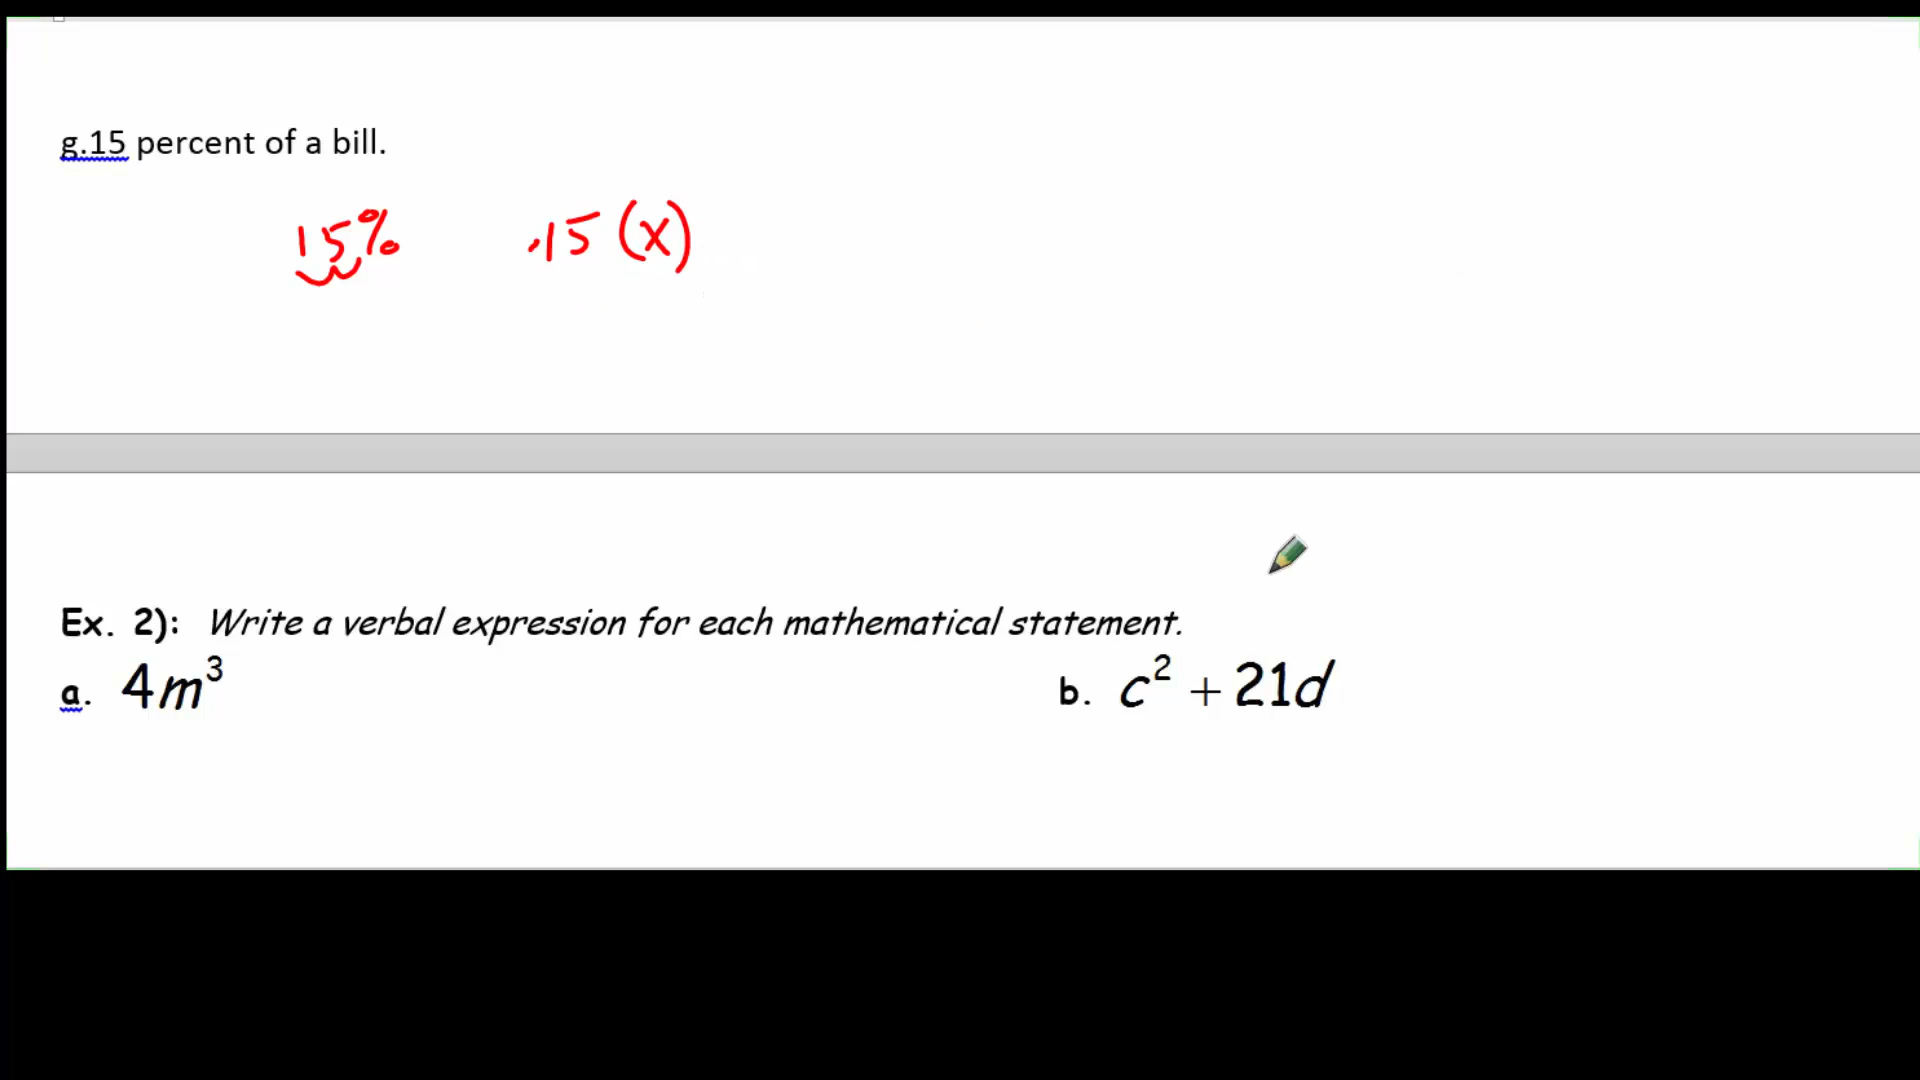 g.15 percent of a bill.
15% .15 (x)
Ex. 2): Write a verbal expression for each mathematical statement.
a. 4m³ b. c² + 21d